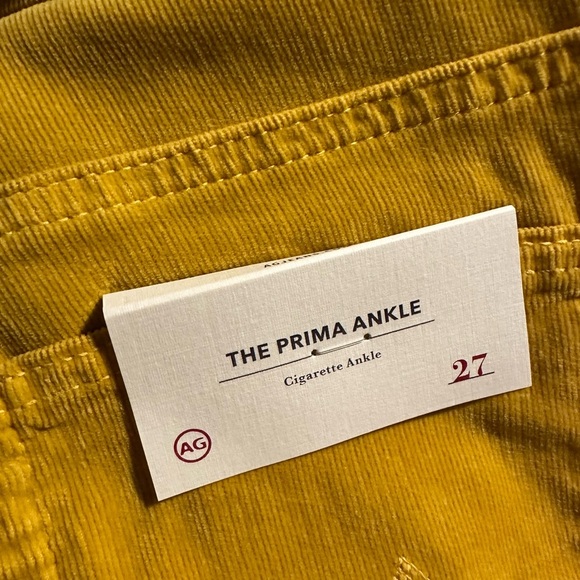 THE PRIMA ANKLE
Cigarette Ankle
27
AG